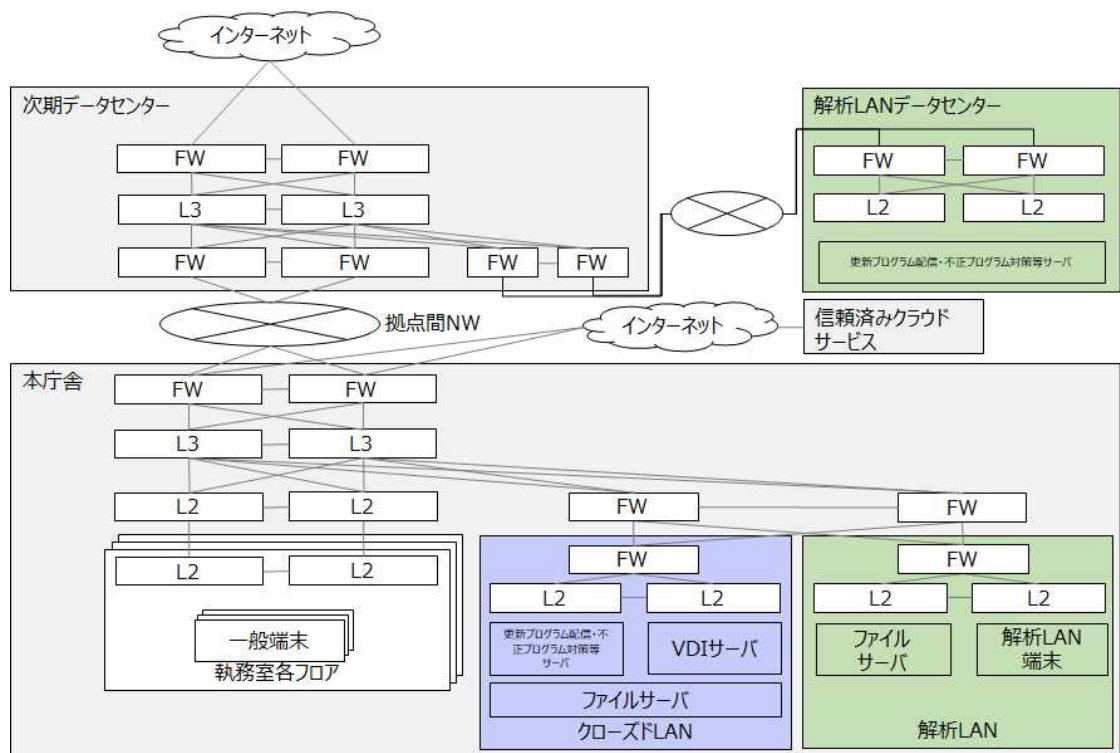 インターネット
次期データセンター
解析LANデータセンター
FW
FW
FW
FW
L3
L3
L2
L2
FW
FW
FW
FW
更新プログラム配信・不正プログラム対策等サーバ
拠点間NW
インターネット
信頼済みクラウド
サービス
本庁舎
FW
FW
L3
L3
L2
L2
FW
FW
L2
L2
FW
FW
L2
L2
L2
L2
一般端末
執務室各フロア
更新プログラム配信・不
正プログラム対策等
サーバ
VDIサーバ
ファイルサーバ
クローズドLAN
ファイル
サーバ
解析LAN
端末
解析LAN